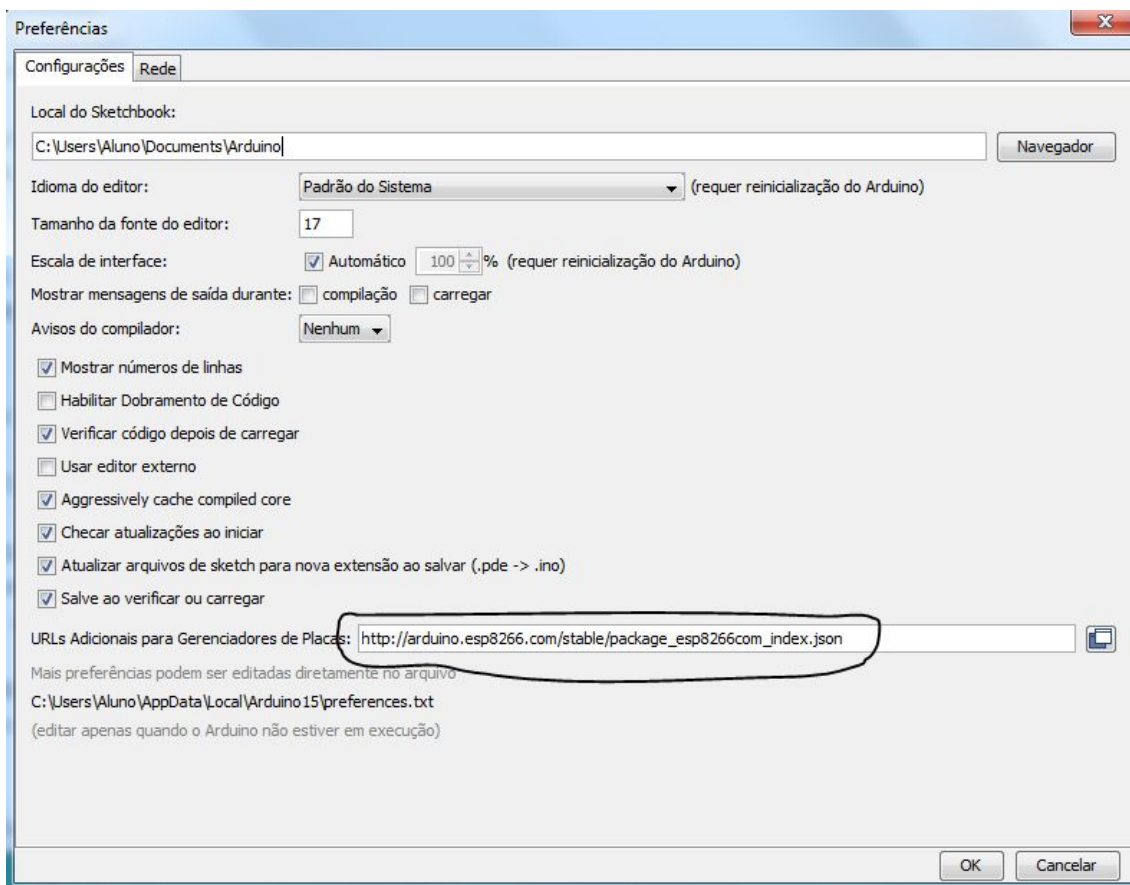 Preferências
Configurações Rede
Local do Sketchbook:
C:\Users\Aluno\Documents\Arduino Navegador
Idioma do editor: Padrão do Sistema (requer reinicialização do Arduino)
Tamanho da fonte do editor: 17
Escala de interface: Automático 100 % (requer reinicialização do Arduino)
Mostrar mensagens de saída durante: compilação carregar
Avisos do compilador: Nenhum
Mostrar números de linhas
Habilitar Dobramento de Código
Verificar código depois de carregar
Usar editor externo
Aggressively cache compiled core
Checar atualizações ao iniciar
Atualizar arquivos de sketch para nova extensão ao salvar (.pde -> .ino)
Salve ao verificar ou carregar
URLs Adicionais para Gerenciadores de Placas: http://arduino.esp8266.com/stable/package_esp8266com_index.json
Mais preferências podem ser editadas diretamente no arquivo
C:\Users\Aluno\AppData\Local\Arduino15\preferences.txt
(editar apenas quando o Arduino não estiver em execução)
OK Cancelar